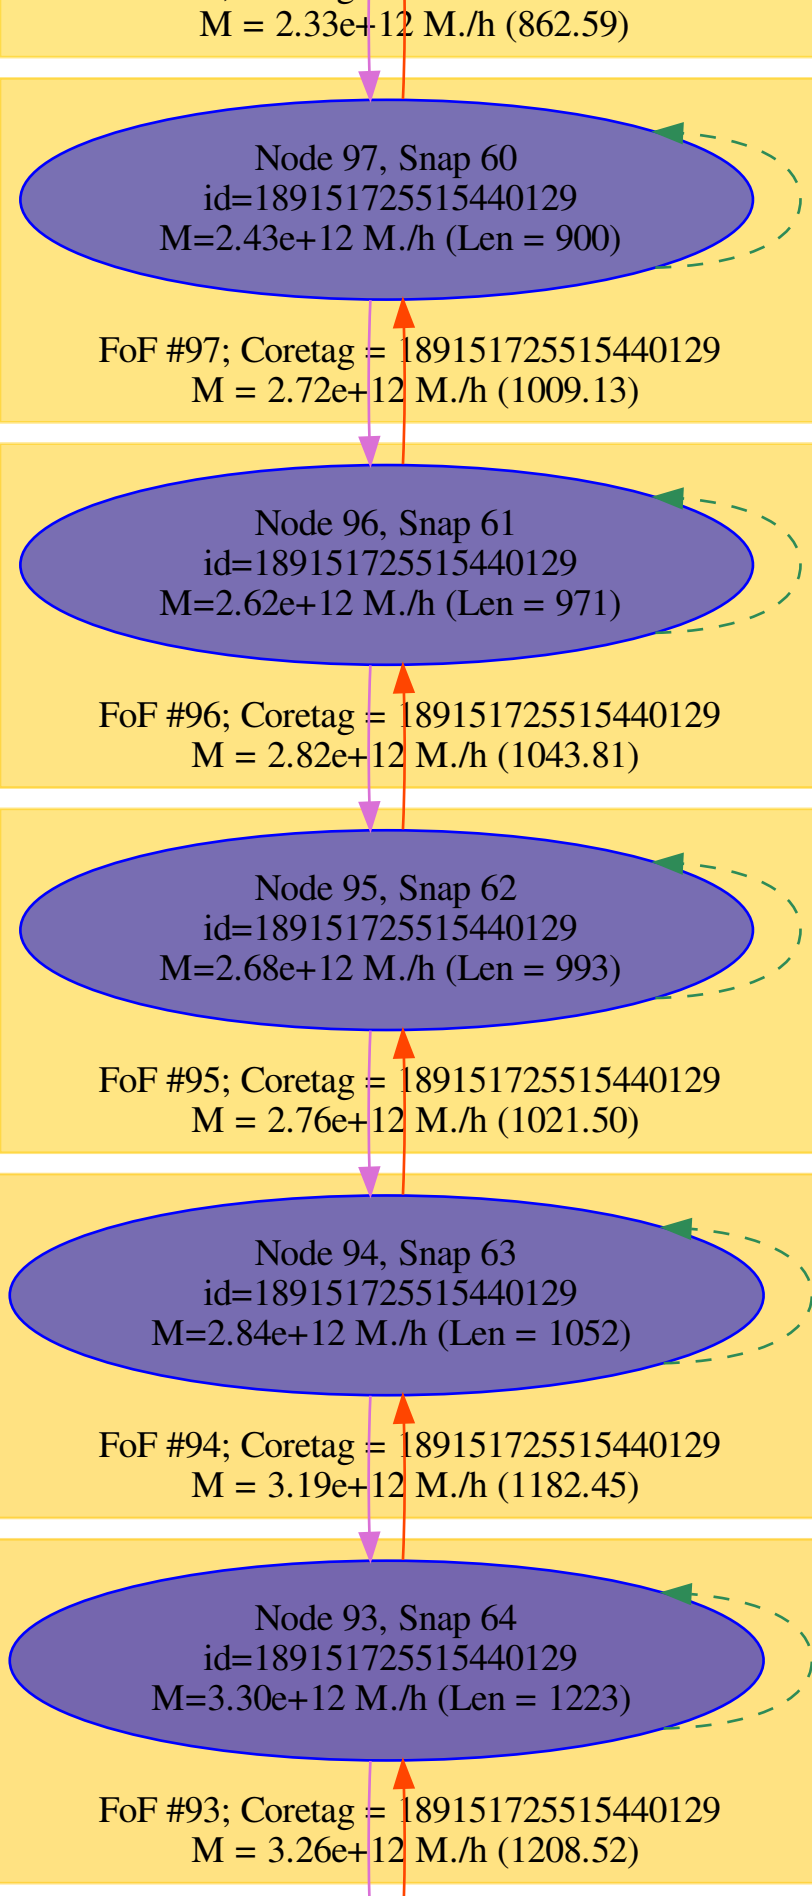 M = 2.33e+12 M./h (862.59)
Node 97, Snap 60
id=189151725515440129
M=2.43e+12 M./h (Len = 900)
FoF #97; Coretag = 189151725515440129
M = 2.72e+12 M./h (1009.13)
Node 96, Snap 61
id=189151725515440129
M=2.62e+12 M./h (Len = 971)
FoF #96; Coretag = 189151725515440129
M = 2.82e+12 M./h (1043.81)
Node 95, Snap 62
id=189151725515440129
M=2.68e+12 M./h (Len = 993)
FoF #95; Coretag = 189151725515440129
M = 2.76e+12 M./h (1021.50)
Node 94, Snap 63
id=189151725515440129
M=2.84e+12 M./h (Len = 1052)
FoF #94; Coretag = 189151725515440129
M = 3.19e+12 M./h (1182.45)
Node 93, Snap 64
id=189151725515440129
M=3.30e+12 M./h (Len = 1223)
FoF #93; Coretag = 189151725515440129
M = 3.26e+12 M./h (1208.52)